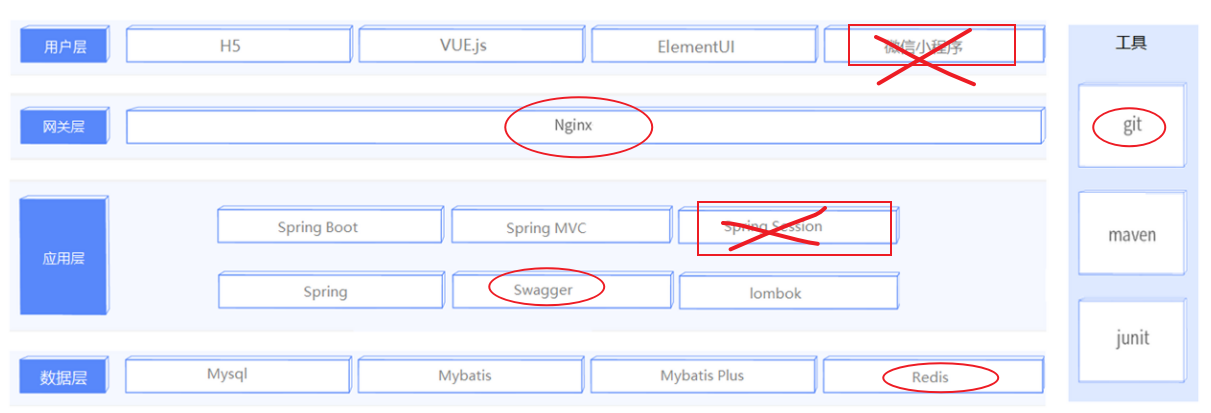 用户层 H5 VUE.js ElementUI 微信小程序
工具
网关层 Nginx
git
应用层
Spring Boot Spring MVC Spring Session
maven
Spring Swagger lombok
junit
数据层 Mysql Mybatis Mybatis Plus Redis